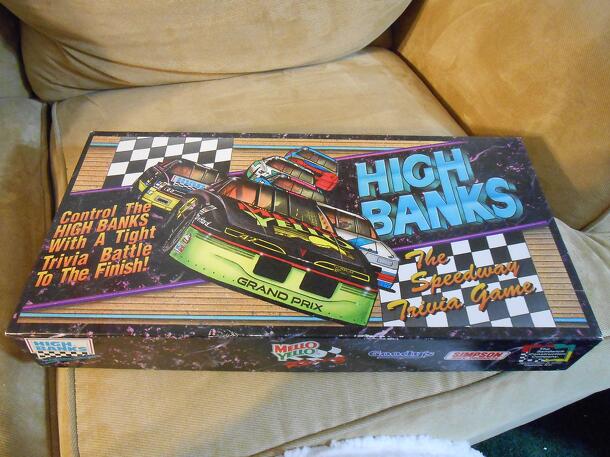 HIGH
BANKS
Control The
HIGH BANKS
With A Tight
Trivia Battle
To The Finish!
GRAND PRIX
The
Speedway
Trivia Game
HIGH
BANKS
MELLO
YELLO
Goody's
SIMPSON